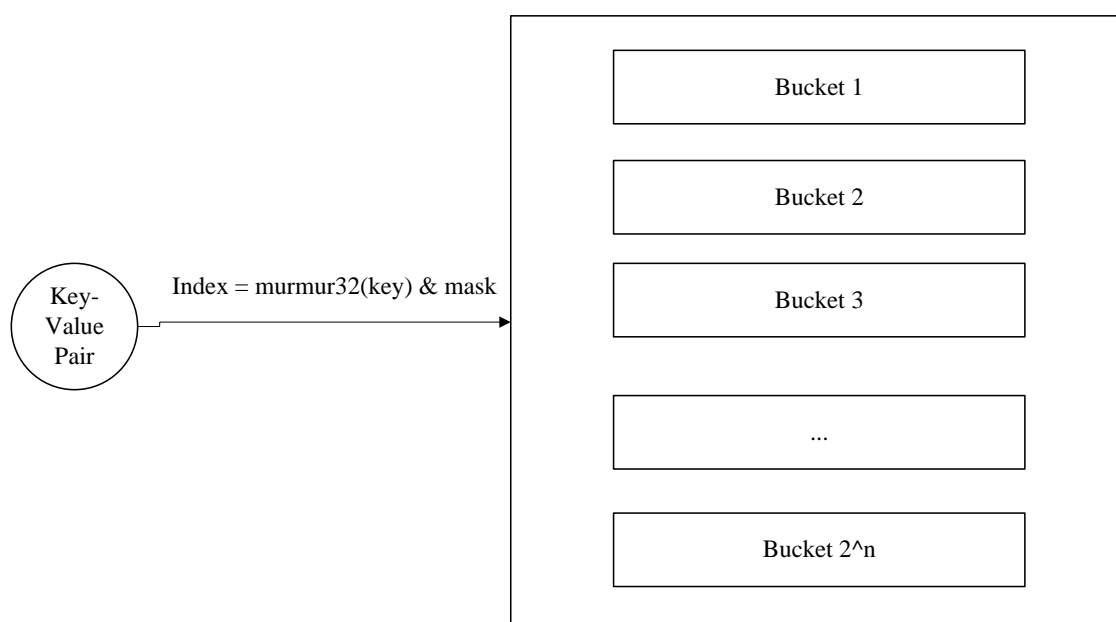 Key-
Value
Pair
Index = murmur32(key) & mask
Bucket 1
Bucket 2
Bucket 3
...
Bucket 2^n